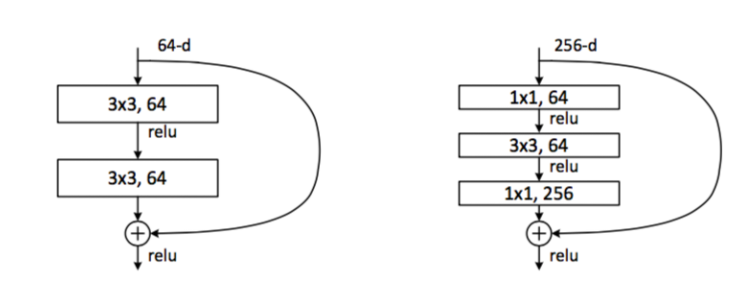 64-d
3x3, 64
relu
3x3, 64
+
relu
256-d
1x1, 64
relu
3x3, 64
relu
1x1, 256
+
relu